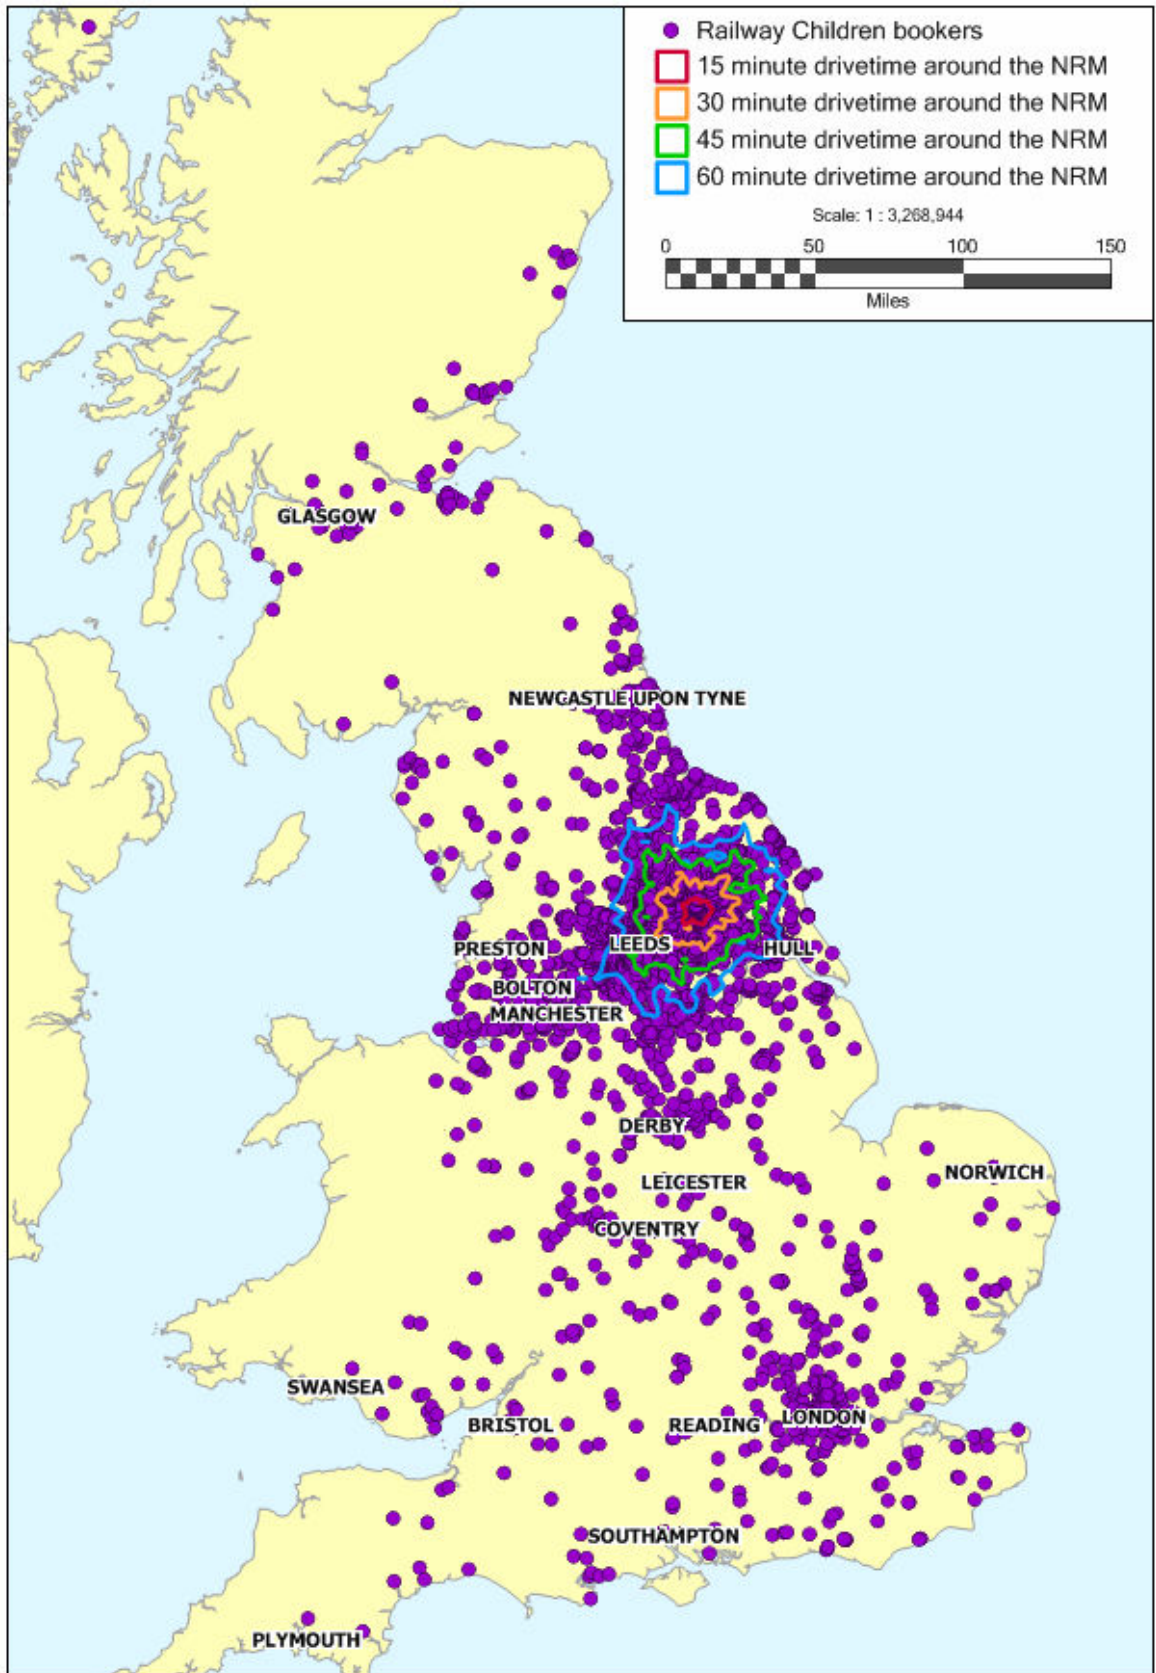 Railway Children bookers
15 minute drivetime around the NRM
30 minute drivetime around the NRM
45 minute drivetime around the NRM
60 minute drivetime around the NRM
Scale: 1 : 3,268,944
0 50 100 150
Miles
GLASGOW
NEWCASTLE UPON TYNE
PRESTON
LEEDS
HULL
BOLTON
MANCHESTER
DERBY
LEICESTER
NORWICH
COVENTRY
SWANSEA
BRISTOL
READING
LONDON
SOUTHAMPTON
PLYMOUTH